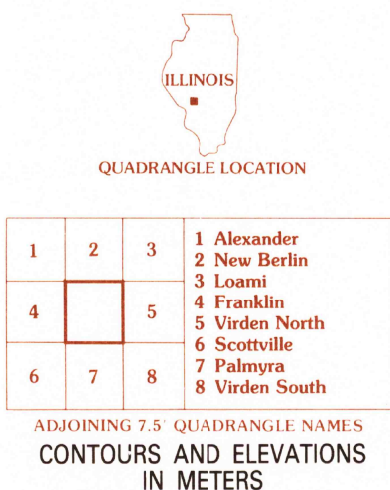 ILLINOIS
QUADRANGLE LOCATION
1 2 3
4 5
6 7 8
1 Alexander
2 New Berlin
3 Loami
4 Franklin
5 Virden North
6 Scottville
7 Palmyra
8 Virden South
ADJOINING 7.5' QUADRANGLE NAMES
CONTOURS AND ELEVATIONS
IN METERS